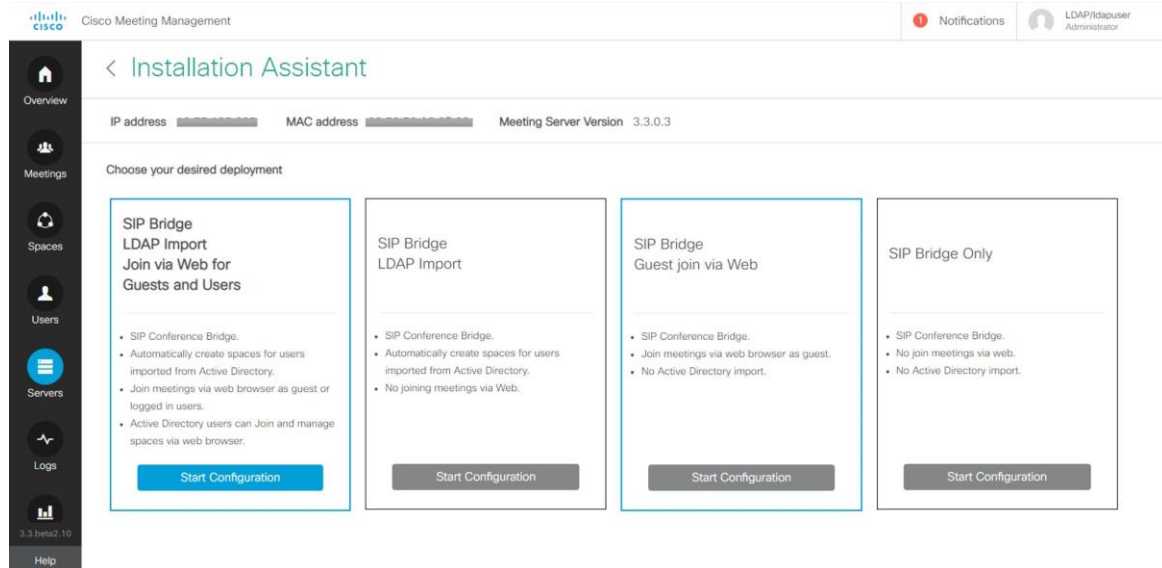 CISCO
Cisco Meeting Management
1 Notifications
LDAP/ldapuser
Administrator
Overview
Meetings
Spaces
Users
Servers
Logs
3.3.beta2.10
Help
< Installation Assistant
IP address
MAC address
Meeting Server Version 3.3.0.3
Choose your desired deployment
SIP Bridge
LDAP Import
Join via Web for
Guests and Users
• SIP Conference Bridge.
• Automatically create spaces for users
imported from Active Directory.
• Join meetings via web browser as guest or
logged in users.
• Active Directory users can Join and manage
spaces via web browser.
Start Configuration
SIP Bridge
LDAP Import
• SIP Conference Bridge.
• Automatically create spaces for users
imported from Active Directory.
• No joining meetings via Web.
Start Configuration
SIP Bridge
Guest join via Web
• SIP Conference Bridge.
• Join meetings via web browser as guest.
• No Active Directory import.
Start Configuration
SIP Bridge Only
• SIP Conference Bridge.
• No join meetings via web.
• No Active Directory import.
Start Configuration